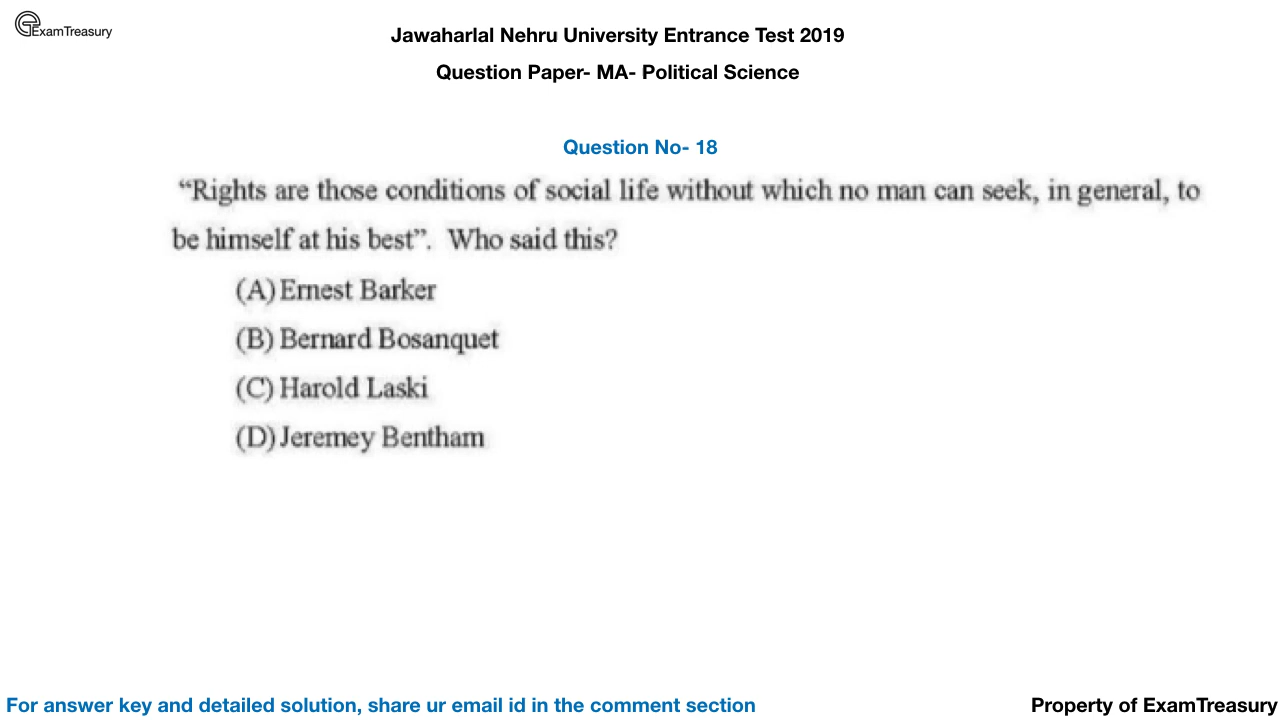 ExamTreasury
Jawaharlal Nehru University Entrance Test 2019
Question Paper- MA- Political Science
Question No- 18
“Rights are those conditions of social life without which no man can seek, in general, to
be himself at his best”. Who said this?
(A) Ernest Barker
(B) Bernard Bosanquet
(C) Harold Laski
(D) Jeremey Bentham
For answer key and detailed solution, share ur email id in the comment section
Property of ExamTreasury